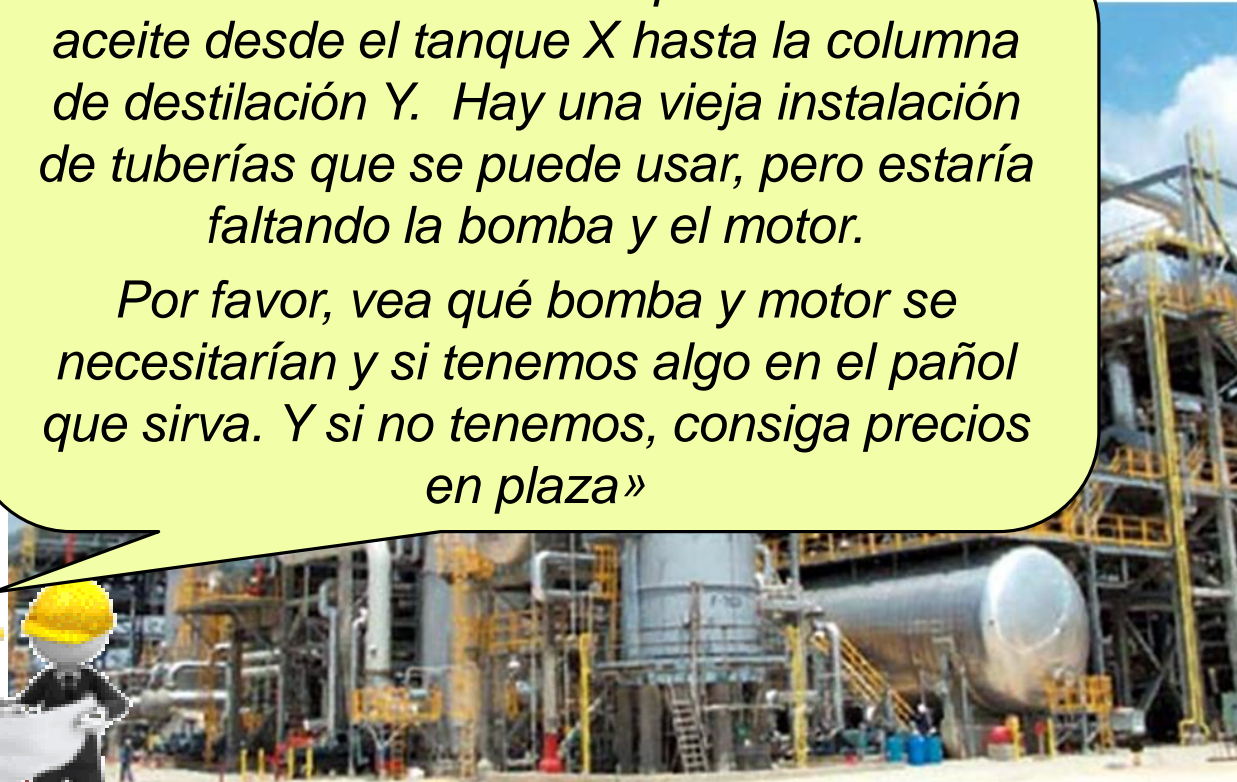 aceite desde el tanque X hasta la columna
de destilación Y.  Hay una vieja instalación
de tuberías que se puede usar, pero estaría
faltando la bomba y el motor.
Por favor, vea qué bomba y motor se
necesitarían y si tenemos algo en el pañol
que sirva. Y si no tenemos, consiga precios
en plaza»